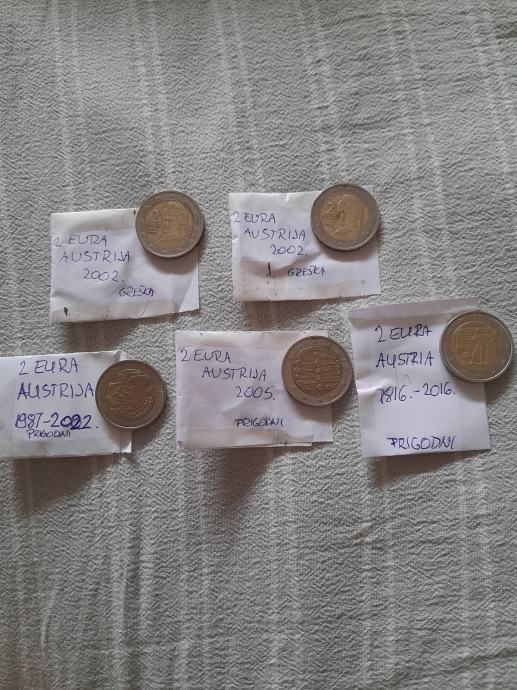 2 EURA
AUSTRIJA
2002.
GREŠKA
2 EURA
AUSTRIJA
2002.
GREŠKA
2 EURA
AUSTRIJA
1987-2022.
PRIGODNI
2 EURA
AUSTRIJA
2005.
PRIGODNI
2 EURA
AUSTRIA
1816.-2016.
PRIGODNI